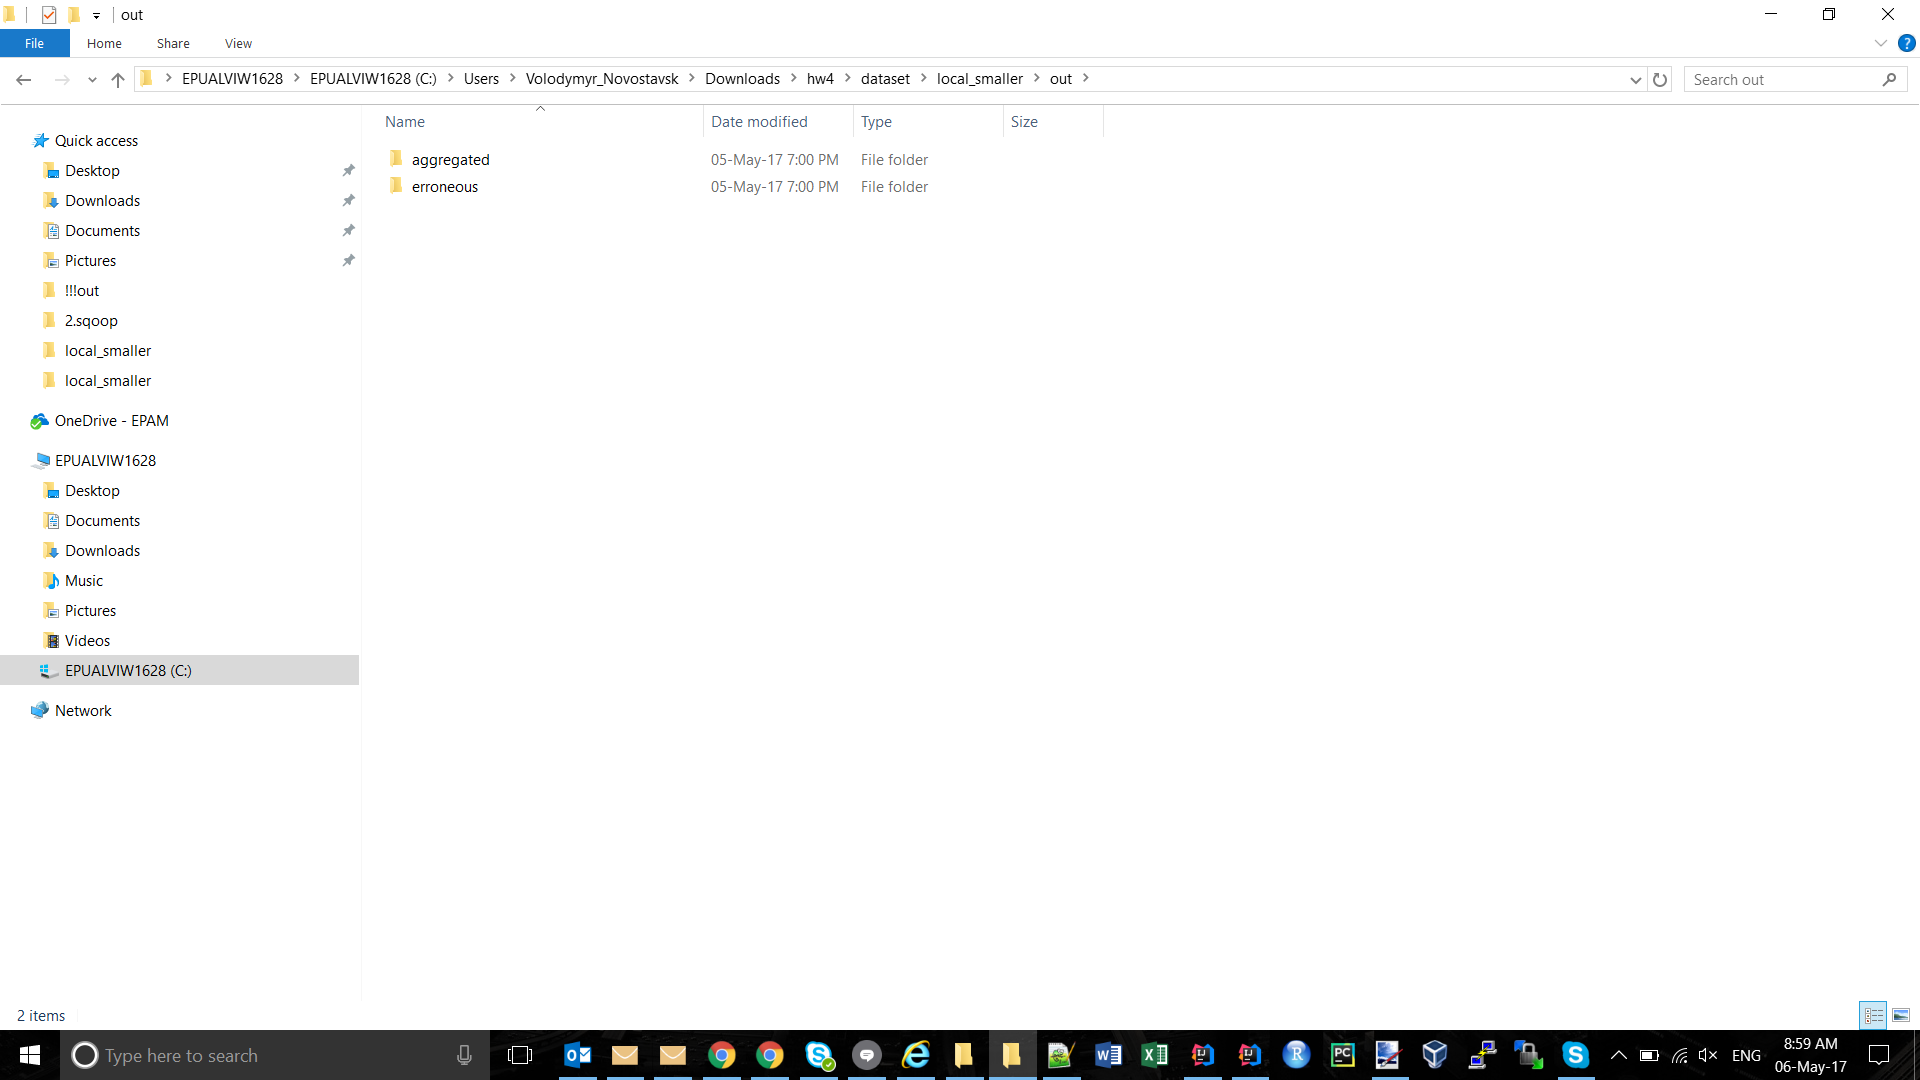 out
File Home Share View
EPUALVIW1628 EPUALVIW1628 (C:) Users Volodymyr_Novostavsk Downloads hw4 dataset local_smaller out Search out
Name Date modified Type Size
aggregated 05-May-17 7:00 PM File folder
erroneous 05-May-17 7:00 PM File folder
Quick access
Desktop
Downloads
Documents
Pictures
!!!out
2.sqoop
local_smaller
local_smaller
OneDrive - EPAM
EPUALVIW1628
Desktop
Documents
Downloads
Music
Pictures
Videos
EPUALVIW1628 (C:)
Network
2 items
Type here to search
ENG
8:59 AM
06-May-17